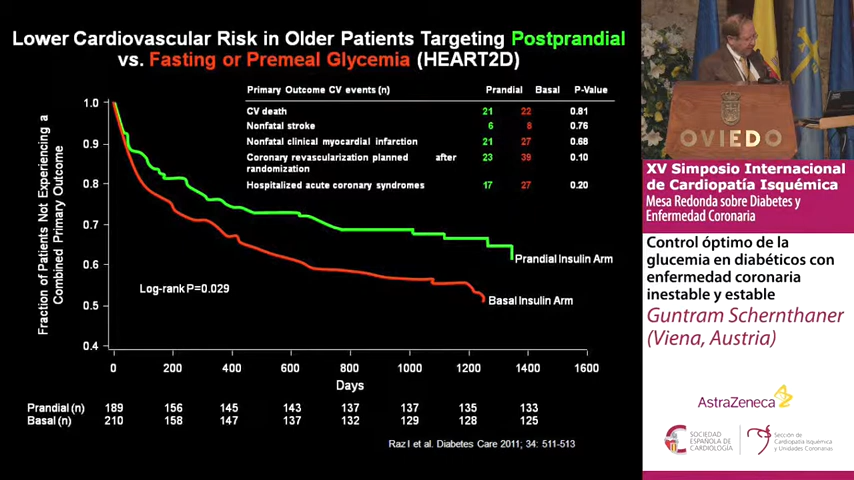 Lower Cardiovascular Risk in Older Patients Targeting Postprandial
vs. Fasting or Premeal Glycemia (HEART2D)
Primary Outcome CV events (n) Prandial Basal P-Value
CV death 21 22 0.81
Nonfatal stroke 6 8 0.76
Nonfatal clinical myocardial infarction 21 27 0.68
Coronary revascularization planned after 23 39 0.10
randomization
Hospitalized acute coronary syndromes 17 27 0.20
Fraction of Patients Not Experiencing a
Combined Primary Outcome
1.0
0.9
0.8
0.7
0.6
0.5
0.4
Prandial Insulin Arm
Log-rank P=0.029
Basal Insulin Arm
0 200 400 600 800 1000 1200 1400 1600
Days
Prandial (n) 189 156 145 143 137 137 135 133
Basal (n) 210 158 147 137 132 129 128 125
Raz I et al. Diabetes Care 2011; 34: 511-513
OVIEDO
XV Simposio Internacional
de Cardiopatía Isquémica
Mesa Redonda sobre Diabetes y
Enfermedad Coronaria
Control óptimo de la
glucemia en diabéticos con
enfermedad coronaria
inestable y estable
Guntram Schernthaner
(Viena, Austria)
AstraZeneca
SOCIEDAD
ESPAÑOLA DE
CARDIOLOGÍA
Sección de
Cardiopatía Isquémica
y Unidades Coronarias